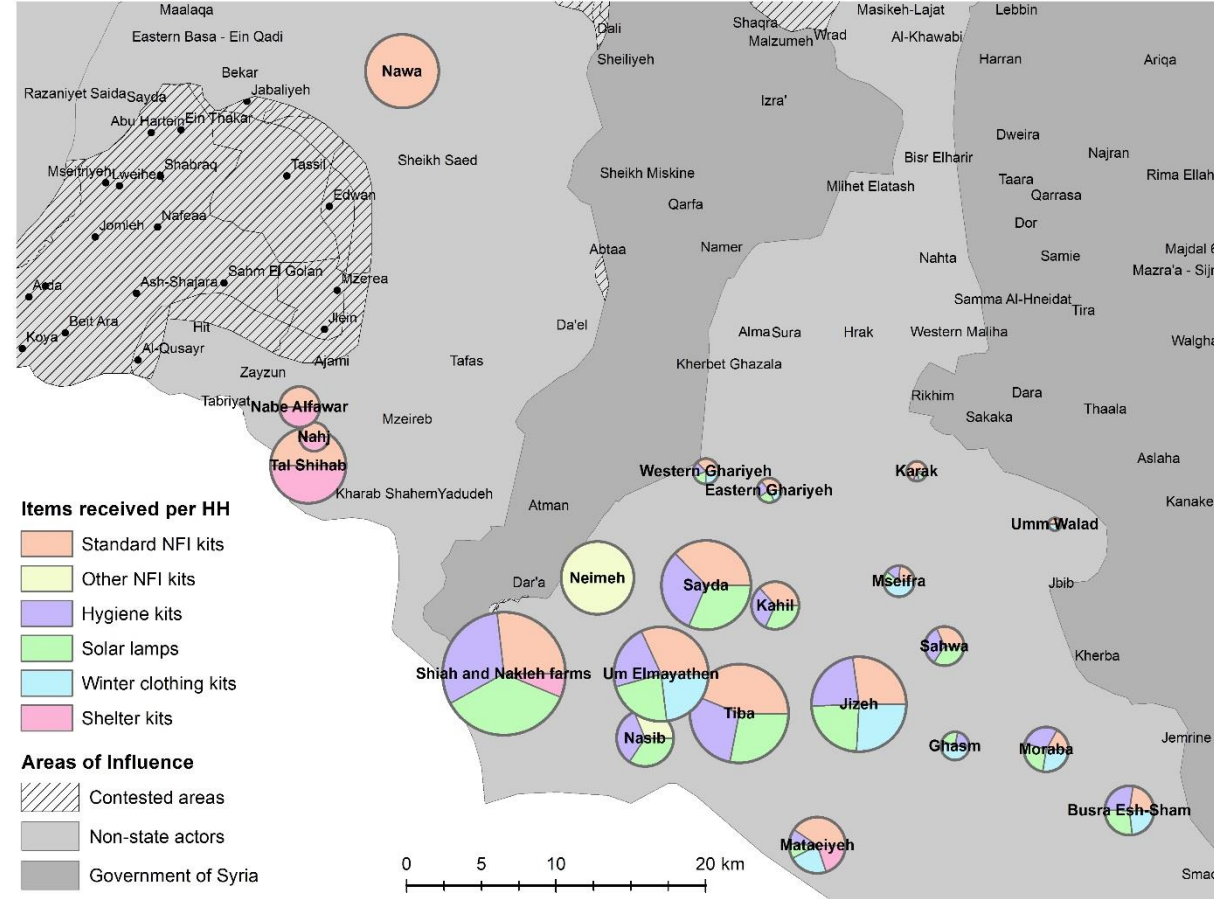 Maalaqa
Masikeh-Lajat
Lebbin
Eastern Basa - Ein Qadi
Dali
Shaqra
Malzumeh
Wrad
Al-Khawabi
Bekar
Nawa
Sheiliyeh
Harran
Ariqa
Razaniyet Saida
Sayda
Jabaliyeh
Izra'
Abu Hartein
Ein Thakar
Dweira
Mseitriyeh
Shabraq
Tassil
Sheikh Saed
Sheikh Miskine
Bisr Elharir
Najran
Mlihet Elatash
Taara
Rima Ellah
Edwan
Qarfa
Qarrasa
Jomleh
Nafeaa
Dor
Abtaa
Namer
Nahta
Samie
Majdal
Mazra'a - Sij
Ash-Shajara
Sahm El Golan
Mzerea
Samma Al-Hneidat
Tira
Beit Ara
Koya
Hit
Jlein
Da'el
Alma
Sura
Hrak
Western Maliha
Walgha
Al-Qusayr
Ajami
Tafas
Kherbet Ghazala
Zayzun
Tabriyat
Nabe Alfawar
Mzeireb
Rikhim
Dara
Sakaka
Thaala
Nahj
Tal Shihab
Western Ghariyeh
Karak
Aslaha
Kharab Shahem
Yadudeh
Eastern Ghariyeh
Kanake
Atman
Umm Walad
Items received per HH
Standard NFI kits
Other NFI kits
Hygiene kits
Solar lamps
Winter clothing kits
Shelter kits
Dar'a
Neimeh
Sayda
Kahil
Mseifra
Jbib
Sahwa
Kherba
Shiah and Nakleh farms
Um Elmayathen
Tiba
Jizeh
Nasib
Ghasm
Moraba
Jemrine
Busra Esh-Sham
Mataeiyeh
Smad
Areas of Influence
Contested areas
Non-state actors
Government of Syria
0 5 10 20 km